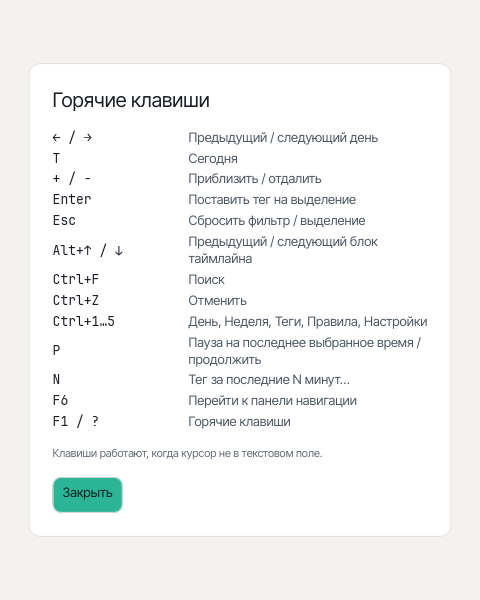 Горячие клавиши
← / → Предыдущий / следующий день
T Сегодня
+ / - Приблизить / отдалить
Enter Поставить тег на выделение
Esc Сбросить фильтр / выделение
Alt+↑ / ↓ Предыдущий / следующий блок
таймлайна
Ctrl+F Поиск
Ctrl+Z Отменить
Ctrl+1…5 День, Неделя, Теги, Правила, Настройки
P Пауза на последнее выбранное время /
продолжить
N Тег за последние N минут…
F6 Перейти к панели навигации
F1 / ? Горячие клавиши
Клавиши работают, когда курсор не в текстовом поле.
Закрыть